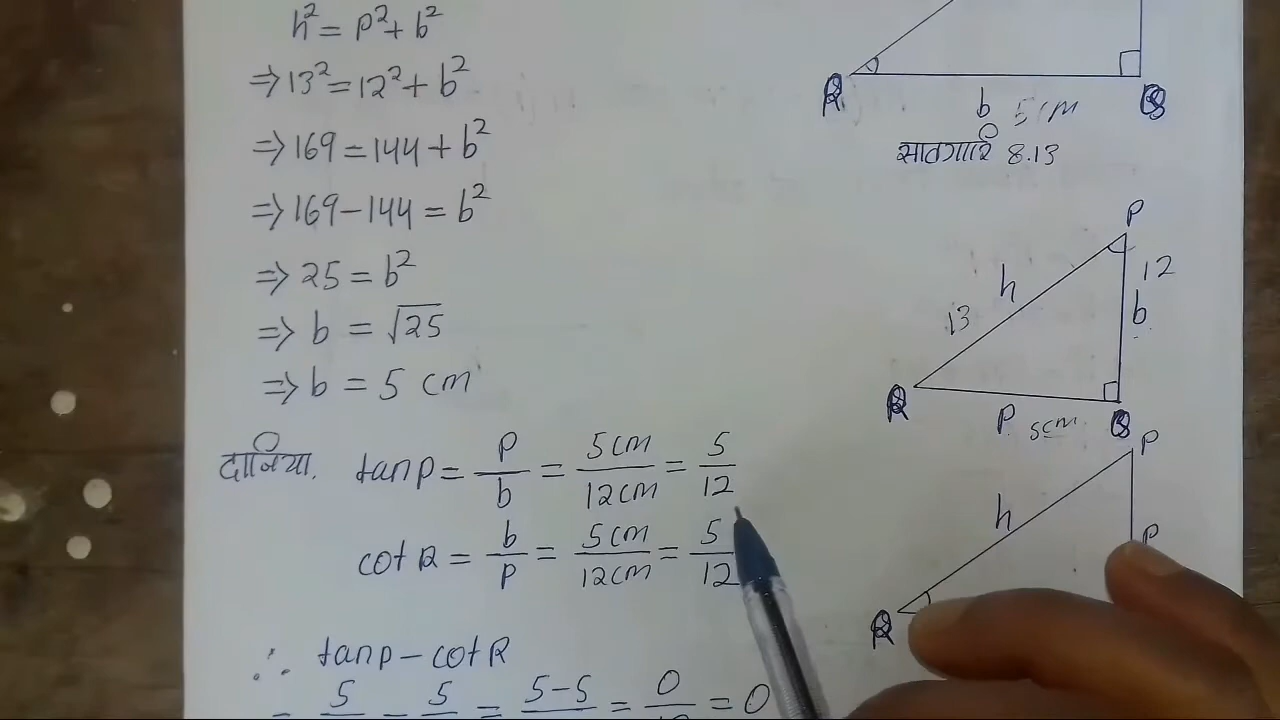 h² = p² + b²
⇒ 13² = 12² + b²
⇒ 169 = 144 + b²
⇒ 169 − 144 = b²
⇒ 25 = b²
⇒ b = √25
⇒ b = 5 cm
दानिया. tan P = p/b = 5cm/12cm = 5/12
cot R = b/p = 5cm/12cm = 5/12
∴ tan P − cot R
= 5/ − 5/ = 5−5/ = 0/ = 0
R b 5cm Q
सावगारि 8.13
P
h 12
13 b
R P 5cm Q
P
h P
R